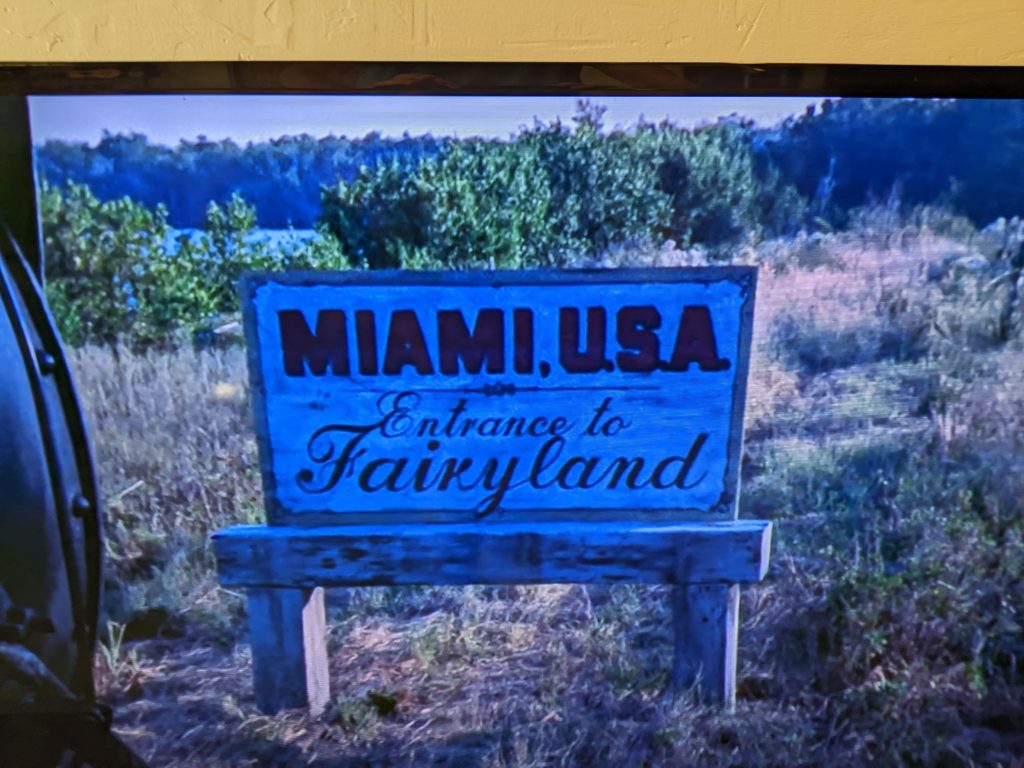 MIAMI, U.S.A.
Entrance to
Fairyland